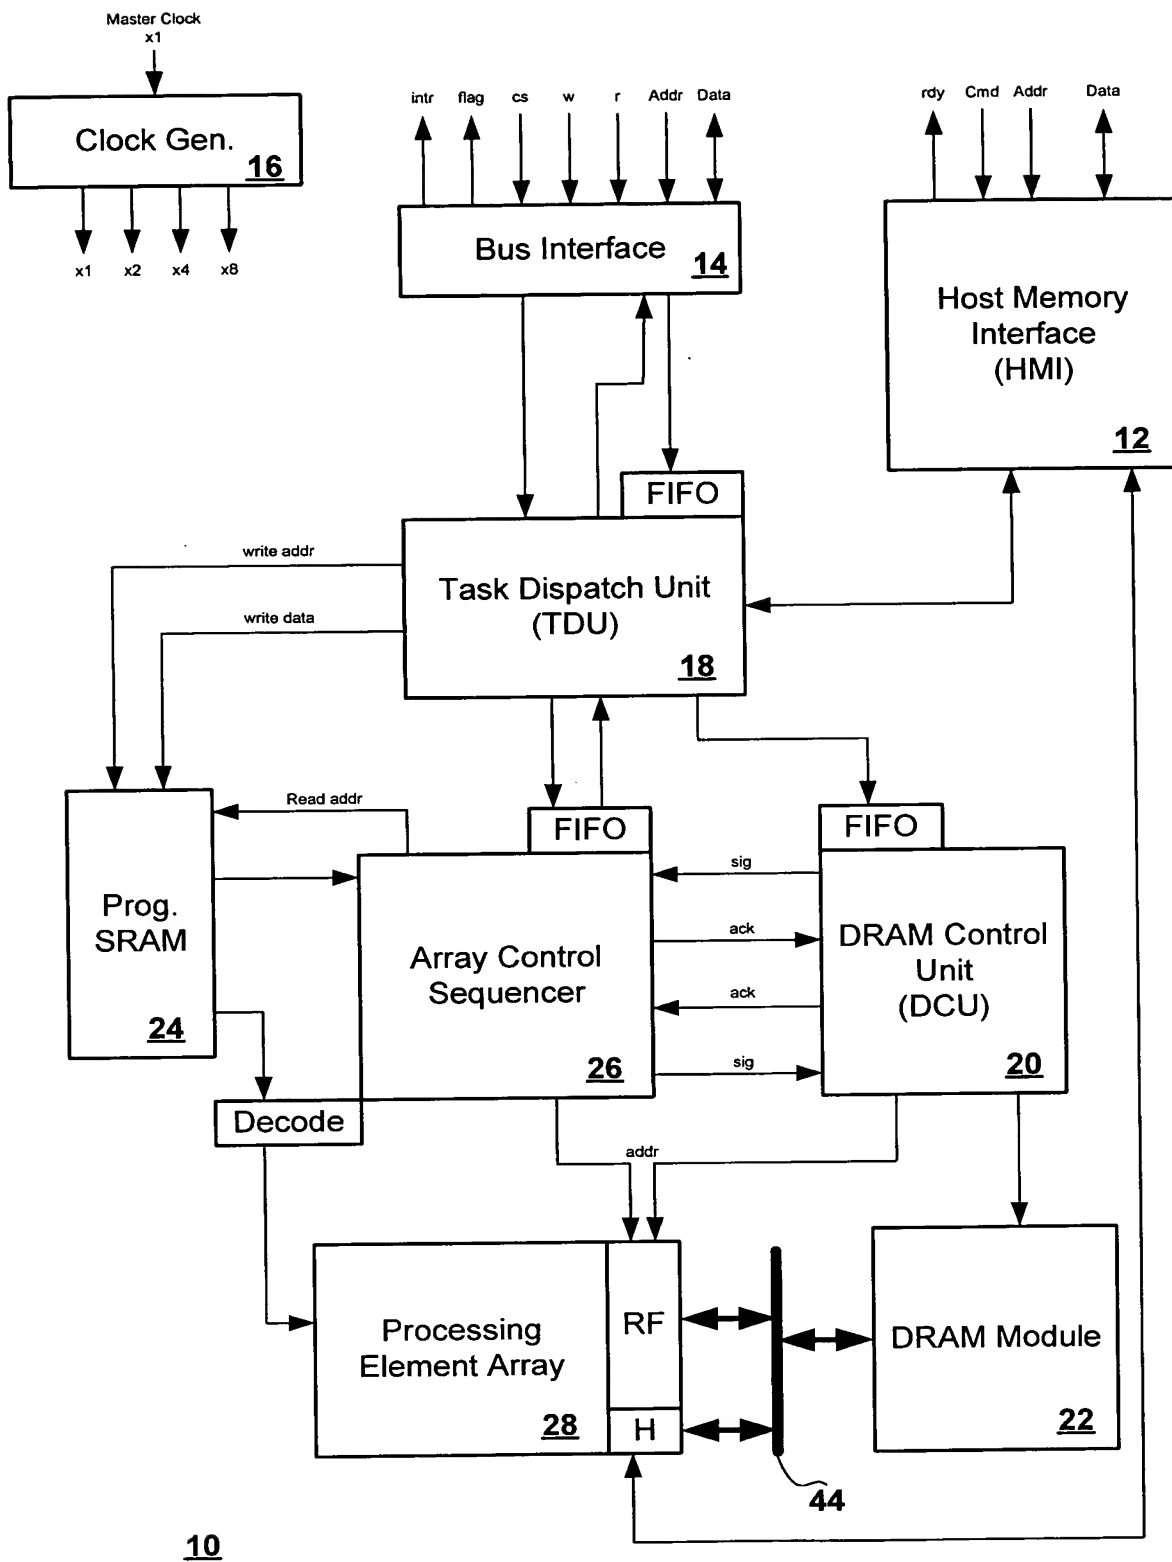 Master Clock
x1
Clock Gen.
16
x1 x2 x4 x8
intr flag cs w r Addr Data
Bus Interface
14
rdy Cmd Addr Data
Host Memory
Interface
(HMI)
12
FIFO
Task Dispatch Unit
(TDU)
18
write addr
write data
Read addr
FIFO
FIFO
Prog.
SRAM
24
Array Control
Sequencer
26
sig
ack
ack
sig
DRAM Control
Unit
(DCU)
20
Decode
addr
Processing
Element Array
28
RF
H
44
DRAM Module
22
10